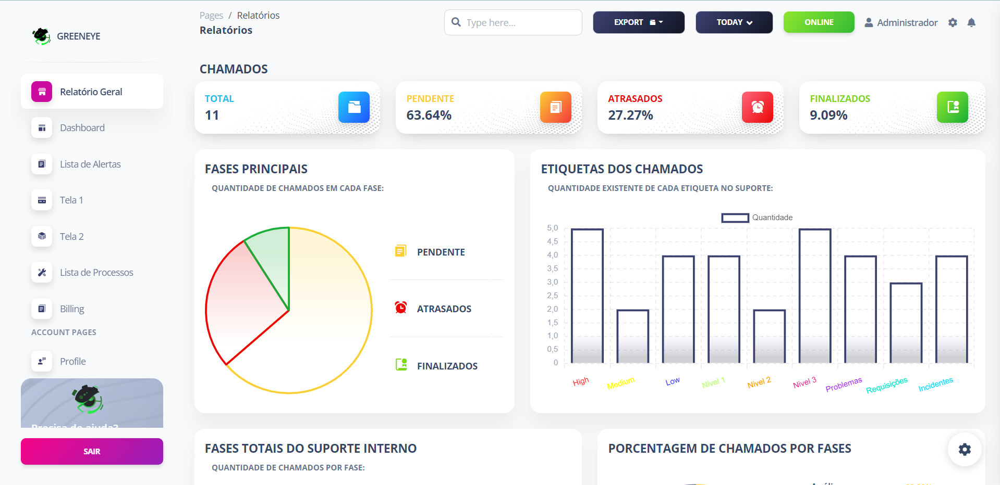 GREENEYE
Relatório Geral
Dashboard
Lista de Alertas
Tela 1
Tela 2
Lista de Processos
Billing
ACCOUNT PAGES
Profile
Precisa de ajuda?
SAIR
Pages / Relatórios
Relatórios
Type here...
EXPORT
TODAY
ONLINE
Administrador
CHAMADOS
TOTAL
11
PENDENTE
63.64%
ATRASADOS
27.27%
FINALIZADOS
9.09%
FASES PRINCIPAIS
QUANTIDADE DE CHAMADOS EM CADA FASE:
PENDENTE
ATRASADOS
FINALIZADOS
ETIQUETAS DOS CHAMADOS
QUANTIDADE EXISTENTE DE CADA ETIQUETA NO SUPORTE:
Quantidade
5,0
4,5
4,0
3,5
3,0
2,5
2,0
1,5
1,0
0,5
0
High
Medium
Low
Nivel 1
Nivel 2
Nivel 3
Problemas
Requisições
Incidentes
FASES TOTAIS DO SUPORTE INTERNO
QUANTIDADE DE CHAMADOS POR FASE:
PORCENTAGEM DE CHAMADOS POR FASES